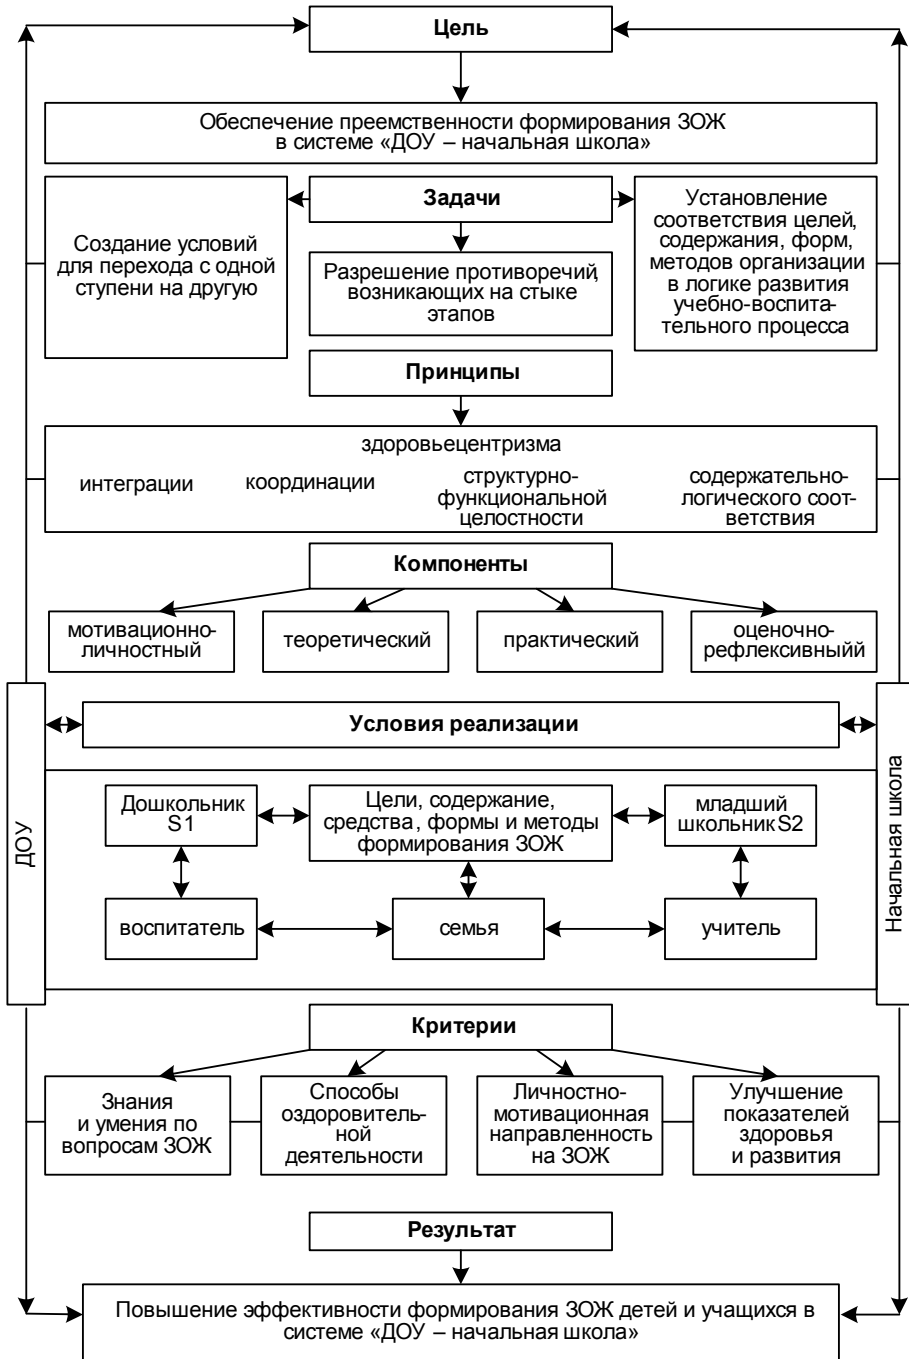 Цель
Обеспечение преемственности формирования ЗОЖ
в системе «ДОУ – начальная школа»
Задачи
Создание условий
для перехода с одной
ступени на другую
Разрешение противоречий,
возникающих на стыке
этапов
Установление
соответствия целей,
содержания, форм,
методов организации
в логике развития
учебно-воспита-
тельного процесса
Принципы
здоровьецентризма
интеграции
координации
структурно-
функциональной
целостности
содержательно-
логического соот-
ветствия
Компоненты
мотивационно-
личностный
теоретический
практический
оценочно-
рефлексивныйй
ДОУ
Условия реализации
Начальная школа
Дошкольник
S1
Цели, содержание,
средства, формы и методы
формирования ЗОЖ
младший
школьник S2
воспитатель
семья
учитель
Критерии
Знания
и умения по
вопросам ЗОЖ
Способы
оздоровитель-
ной
деятельности
Личностно-
мотивационная
направленность
на ЗОЖ
Улучшение
показателей
здоровья
и развития
Результат
Повышение эффективности формирования ЗОЖ детей и учащихся в
системе «ДОУ – начальная школа»